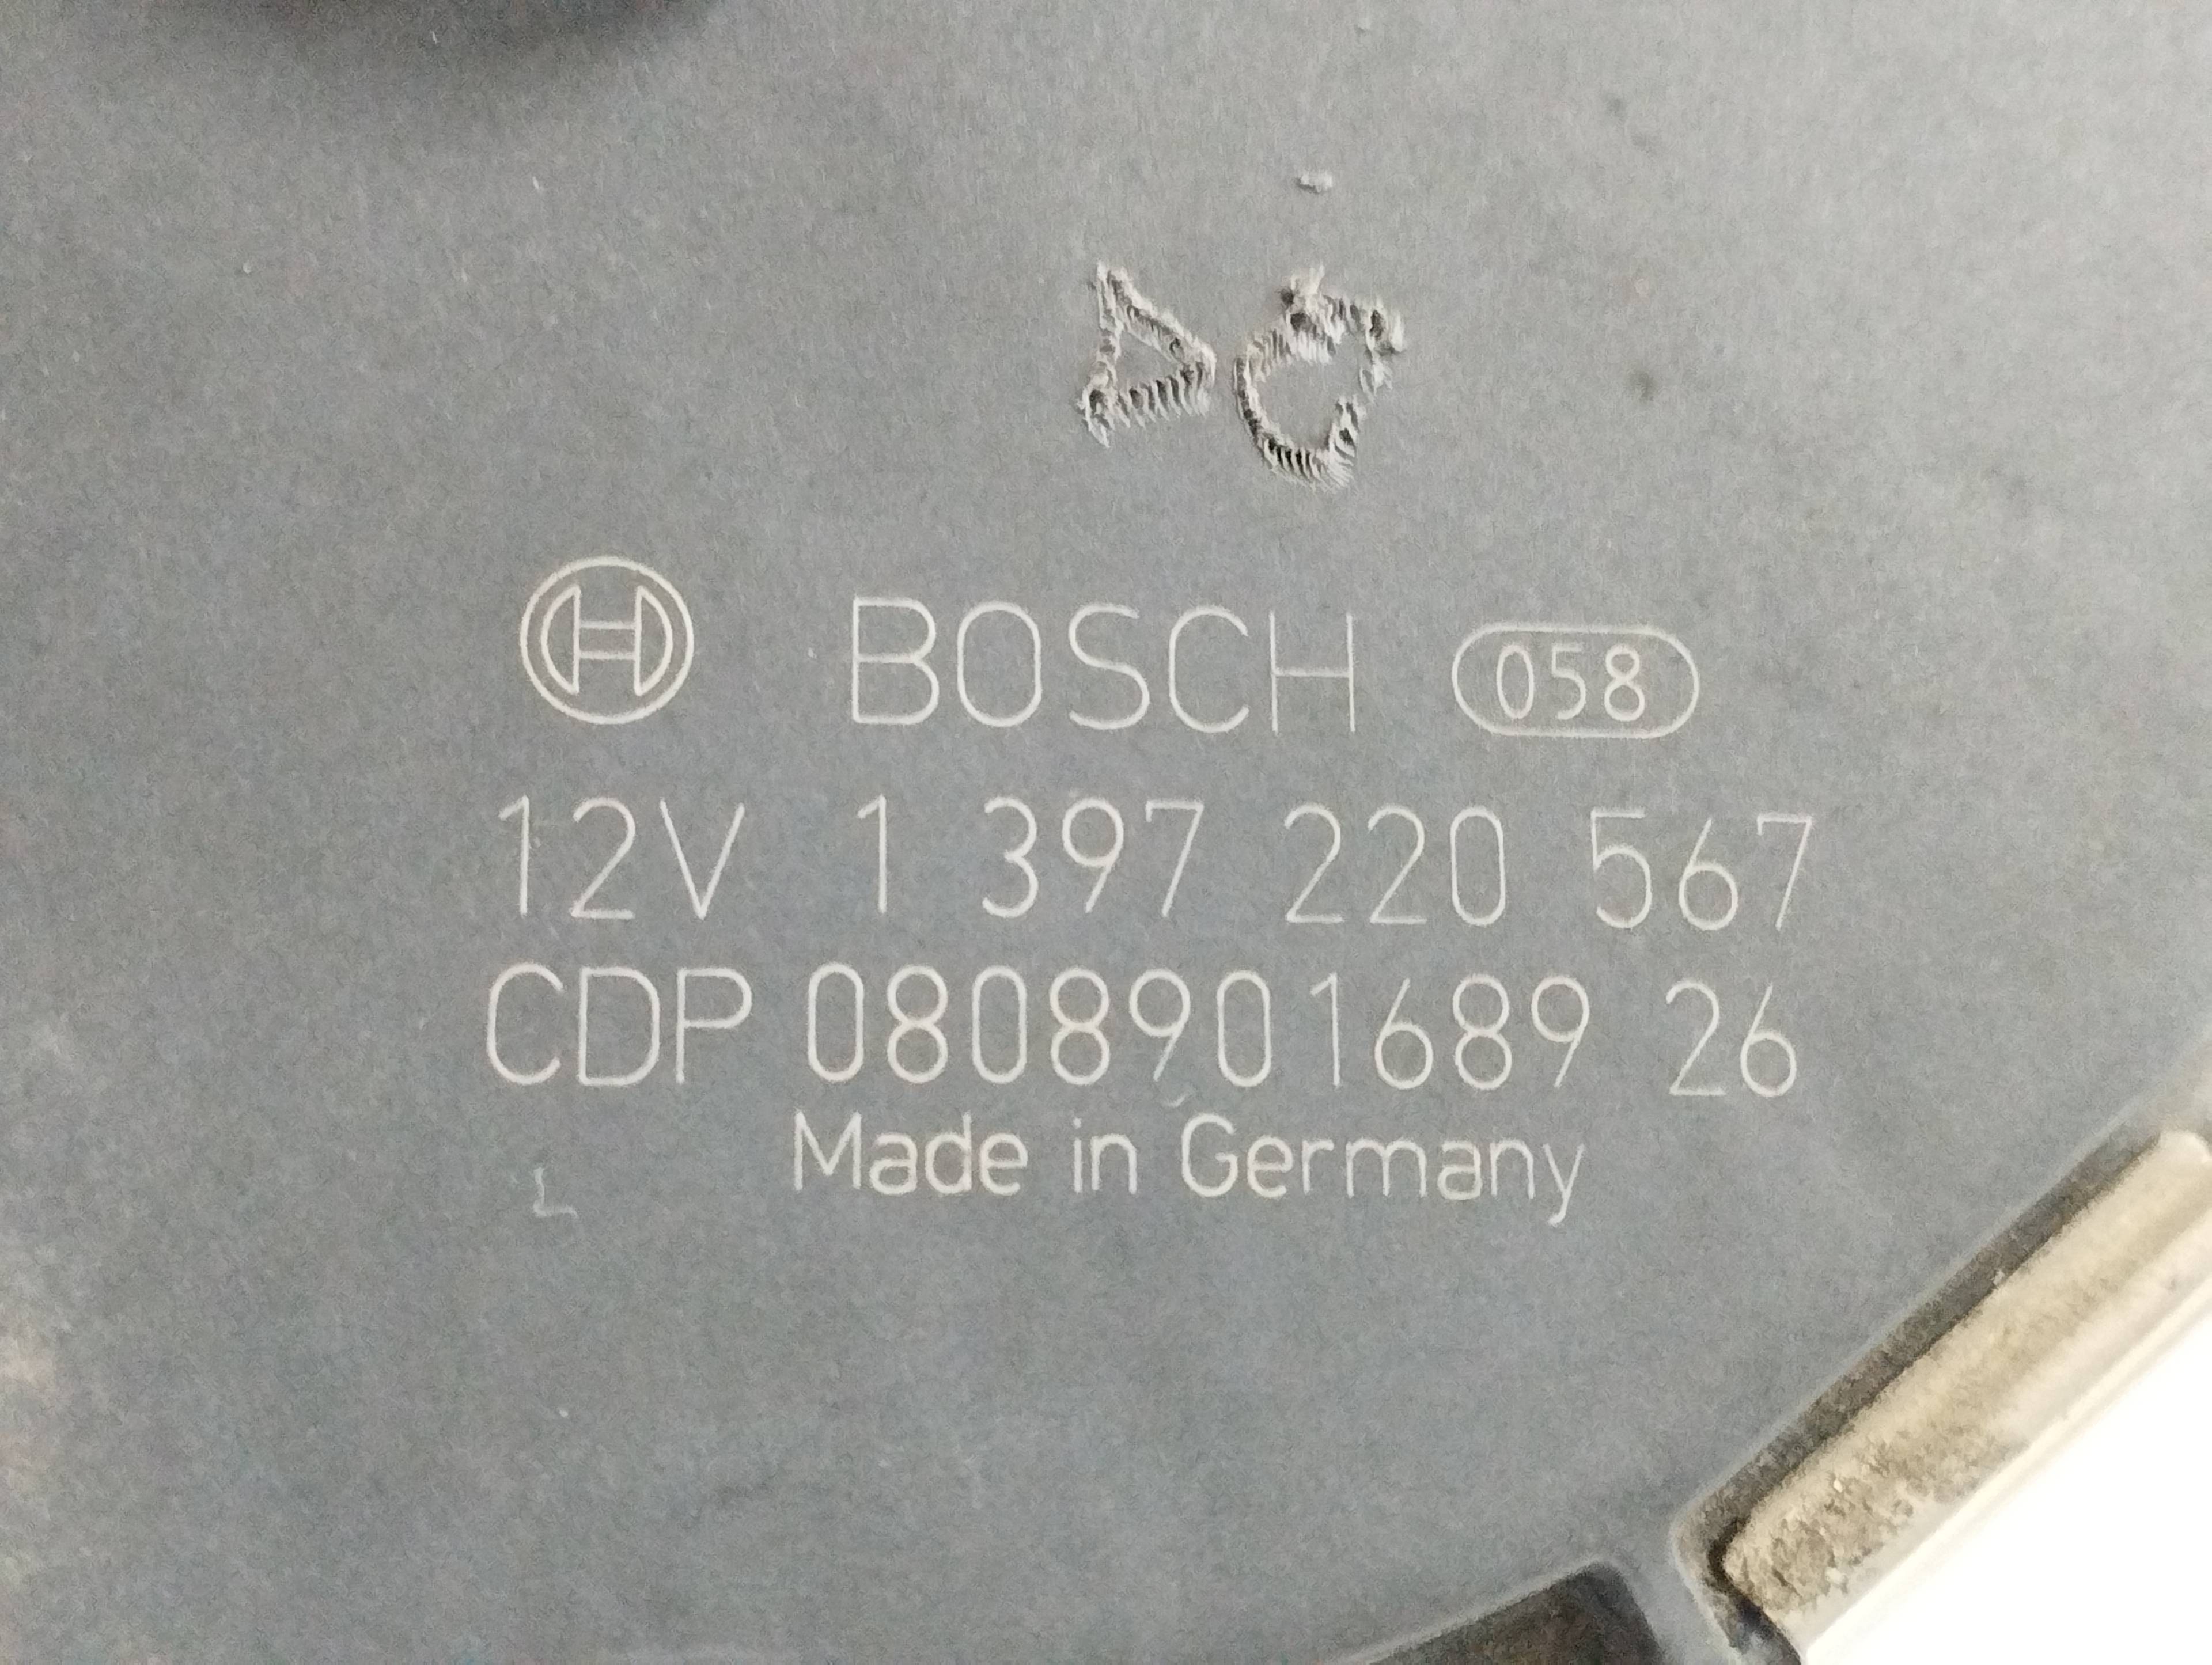 BOSCH 058
12V 1 397 220 567
CDP 0808901689 26
Made in Germany